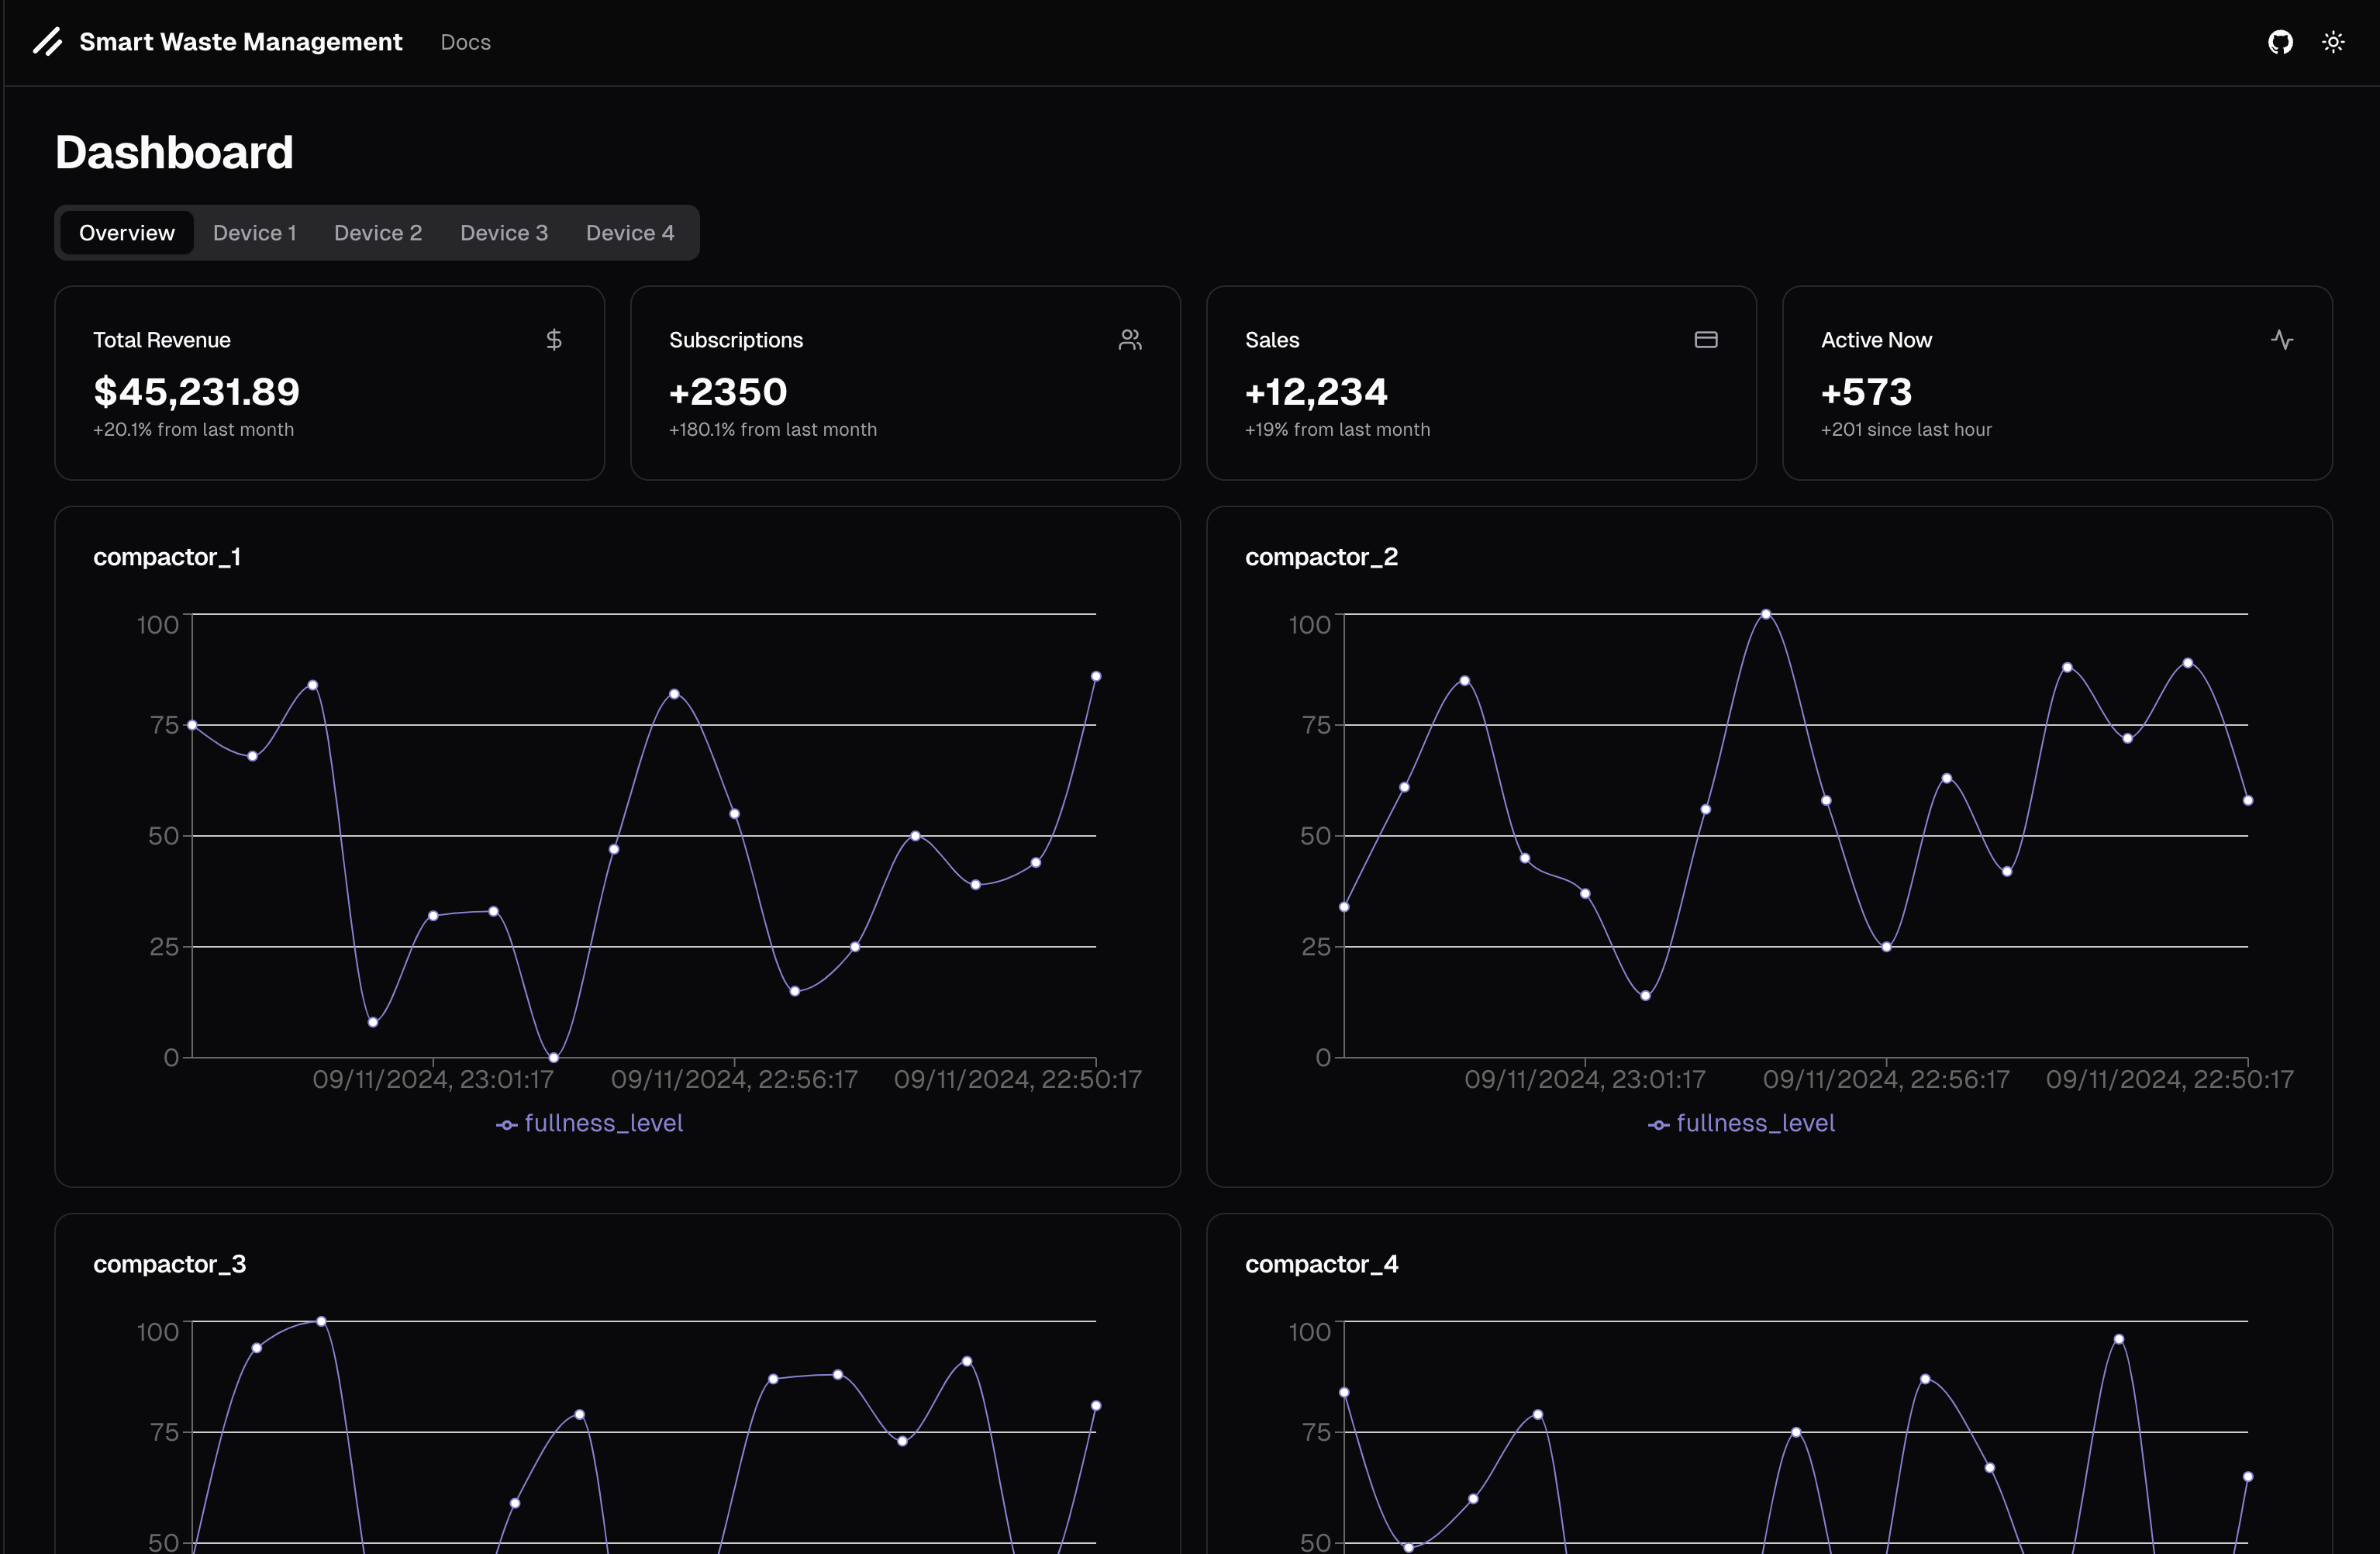 Smart Waste Management Docs
Dashboard
Overview Device 1 Device 2 Device 3 Device 4
Total Revenue $
$45,231.89
+20.1% from last month
Subscriptions
+2350
+180.1% from last month
Sales
+12,234
+19% from last month
Active Now
+573
+201 since last hour
compactor_1
100
75
50
25
0
09/11/2024, 23:01:17 09/11/2024, 22:56:17 09/11/2024, 22:50:17
fullness_level
compactor_2
100
75
50
25
0
09/11/2024, 23:01:17 09/11/2024, 22:56:17 09/11/2024, 22:50:17
fullness_level
compactor_3
100
75
50
compactor_4
100
75
50